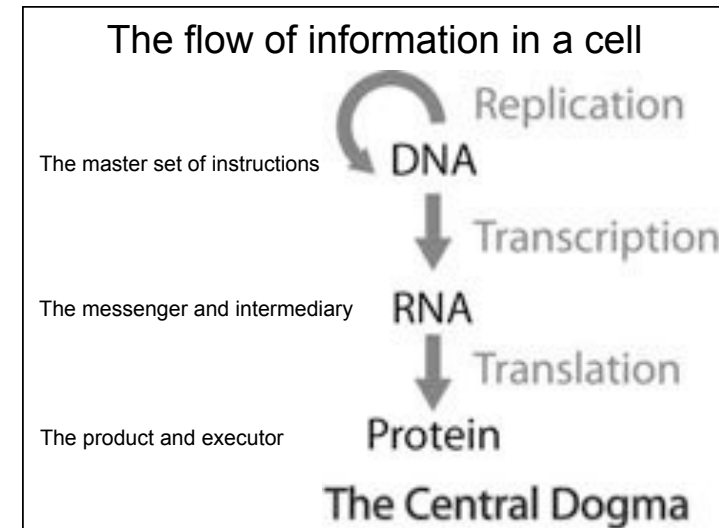 The flow of information in a cell
Replication
The master set of instructions DNA
Transcription
The messenger and intermediary RNA
Translation
The product and executor Protein
The Central Dogma